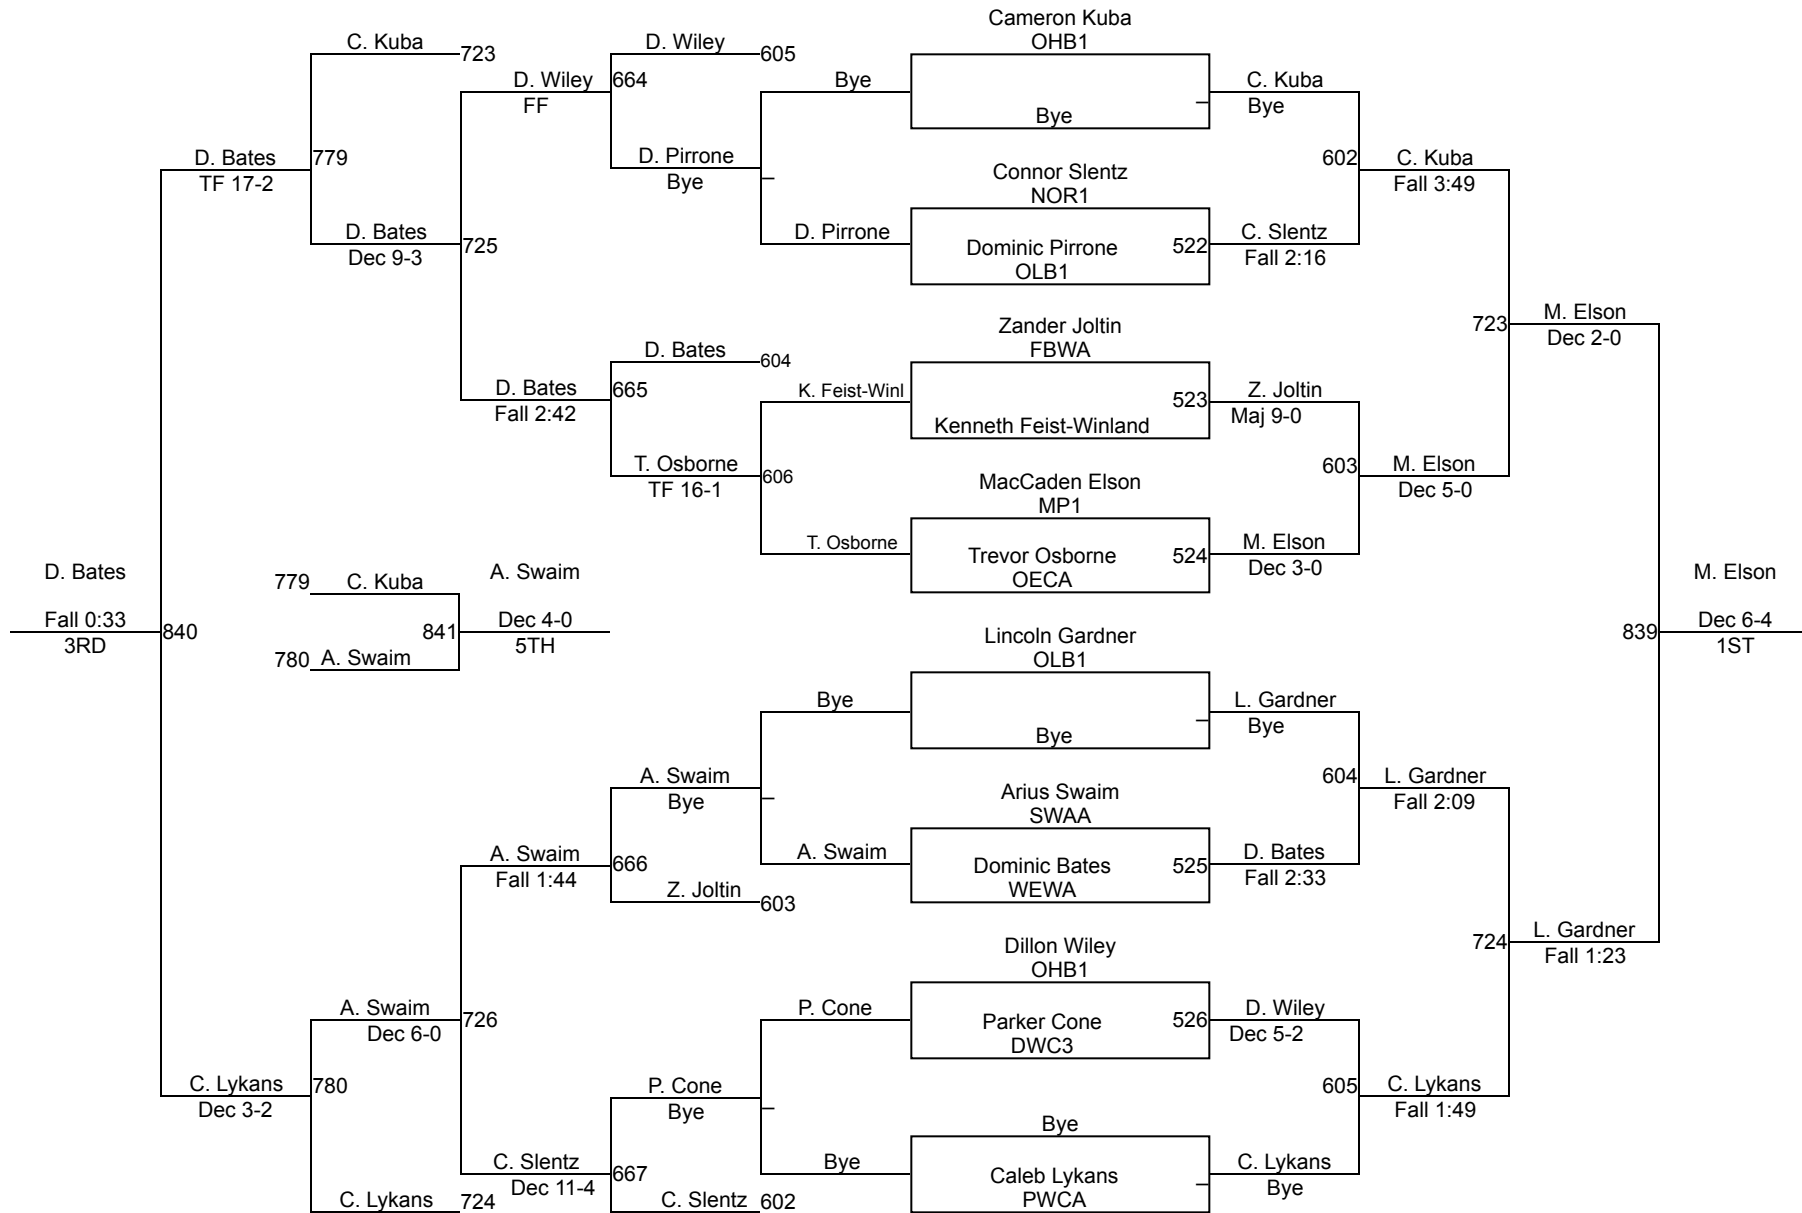 Cameron Kuba
OHB1
C. Kuba
723
D. Wiley
605
D. Wiley
FF
664
Bye
Bye
C. Kuba
Bye
D. Bates
TF 17-2
779
D. Pirrone
Bye
–
Connor Slentz
NOR1
602
C. Kuba
Fall 3:49
D. Bates
Dec 9-3
725
D. Pirrone
Dominic Pirrone
OLB1
522
C. Slentz
Fall 2:16
Zander Joltin
FBWA
723
M. Elson
Dec 2-0
D. Bates
604
D. Bates
Fall 2:42
665
K. Feist-Winl
Kenneth Feist-Winland
523
Z. Joltin
Maj 9-0
T. Osborne
TF 16-1
606
MacCaden Elson
MP1
603
M. Elson
Dec 5-0
T. Osborne
Trevor Osborne
OECA
524
M. Elson
Dec 3-0
D. Bates
Fall 0:33
3RD
840
779
C. Kuba
780
A. Swaim
841
A. Swaim
Dec 4-0
5TH
839
M. Elson
Dec 6-4
1ST
Lincoln Gardner
OLB1
Bye
Bye
–
L. Gardner
Bye
A. Swaim
Bye
–
Arius Swaim
SWAA
604
L. Gardner
Fall 2:09
A. Swaim
Fall 1:44
666
A. Swaim
Dominic Bates
WEWA
525
D. Bates
Fall 2:33
Z. Joltin
603
Dillon Wiley
OHB1
724
L. Gardner
Fall 1:23
A. Swaim
Dec 6-0
726
P. Cone
Parker Cone
DWC3
526
D. Wiley
Dec 5-2
C. Lykans
Dec 3-2
780
P. Cone
Bye
–
605
C. Lykans
Fall 1:49
Bye
C. Slentz
Dec 11-4
667
Bye
Caleb Lykans
PWCA
–
C. Lykans
Bye
C. Lykans
724
C. Slentz
602